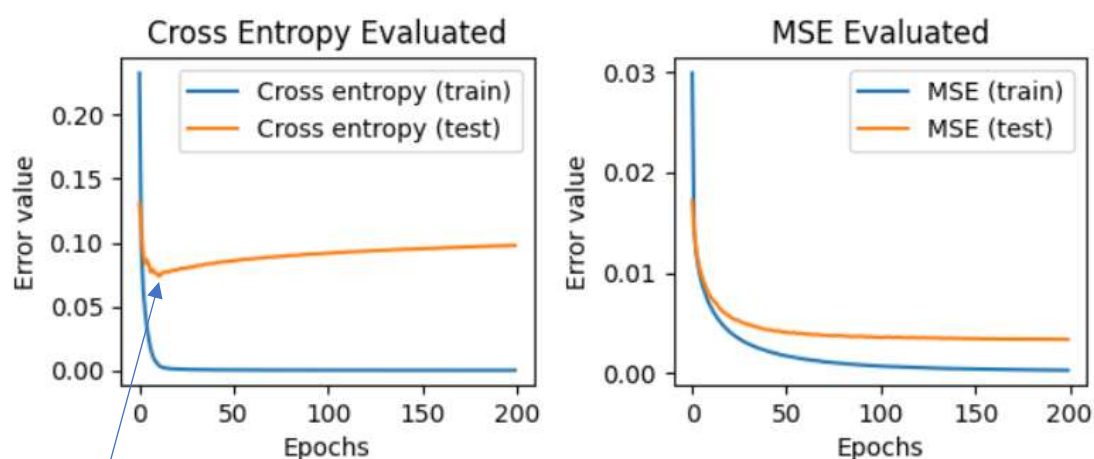 Cross Entropy Evaluated
Cross entropy (train)
Cross entropy (test)
Error value
0.20
0.15
0.10
0.05
0.00
0
50
100
150
200
Epochs
MSE Evaluated
MSE (train)
MSE (test)
Error value
0.03
0.02
0.01
0.00
0
50
100
150
200
Epochs